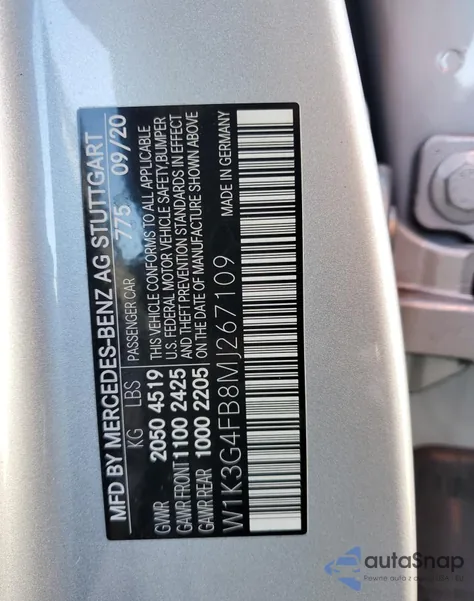 MFD BY MERCEDES-BENZ AG STUTTGART
775 09/20
KG LBS PASSENGER CAR
GVWR 2050 4519
GAWR FRONT 1100 2425
GAWR REAR 1000 2205
THIS VEHICLE CONFORMS TO ALL APPLICABLE
U.S. FEDERAL MOTOR VEHICLE SAFETY,BUMPER
AND THEFT PREVENTION STANDARDS IN EFFECT
ON THE DATE OF MANUFACTURE SHOWN ABOVE
MADE IN GERMANY
W1K3G4FB8MJ267109
autaSnap
Pewne auto z